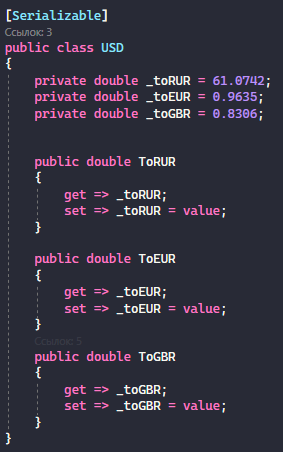 [Serializable]
Ссылок: 3
public class USD
{
private double _toRUR = 61.0742;
private double _toEUR = 0.9635;
private double _toGBR = 0.8306;
public double ToRUR
{
get => _toRUR;
set => _toRUR = value;
}
public double ToEUR
{
get => _toEUR;
set => _toEUR = value;
}
Ссылок: 5
public double ToGBR
{
get => _toGBR;
set => _toGBR = value;
}
}